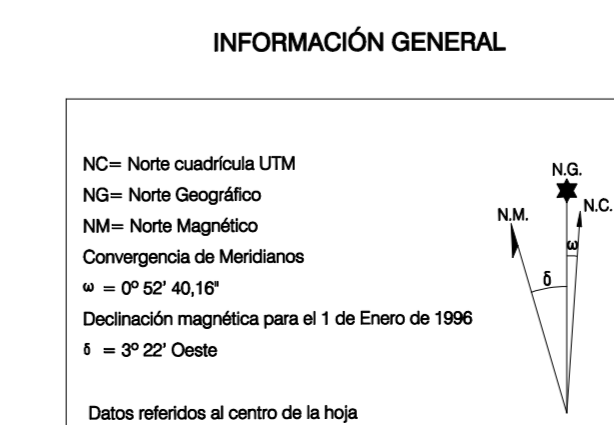 INFORMACIÓN GENERAL
NC= Norte cuadrícula UTM
NG= Norte Geográfico
NM= Norte Magnético
Convergencia de Meridianos
ω = 0º 52' 40,16"
Declinación magnética para el 1 de Enero de 1996
δ = 3º 22' Oeste
Datos referidos al centro de la hoja
N.G.
N.M.
N.C.
ω
δ